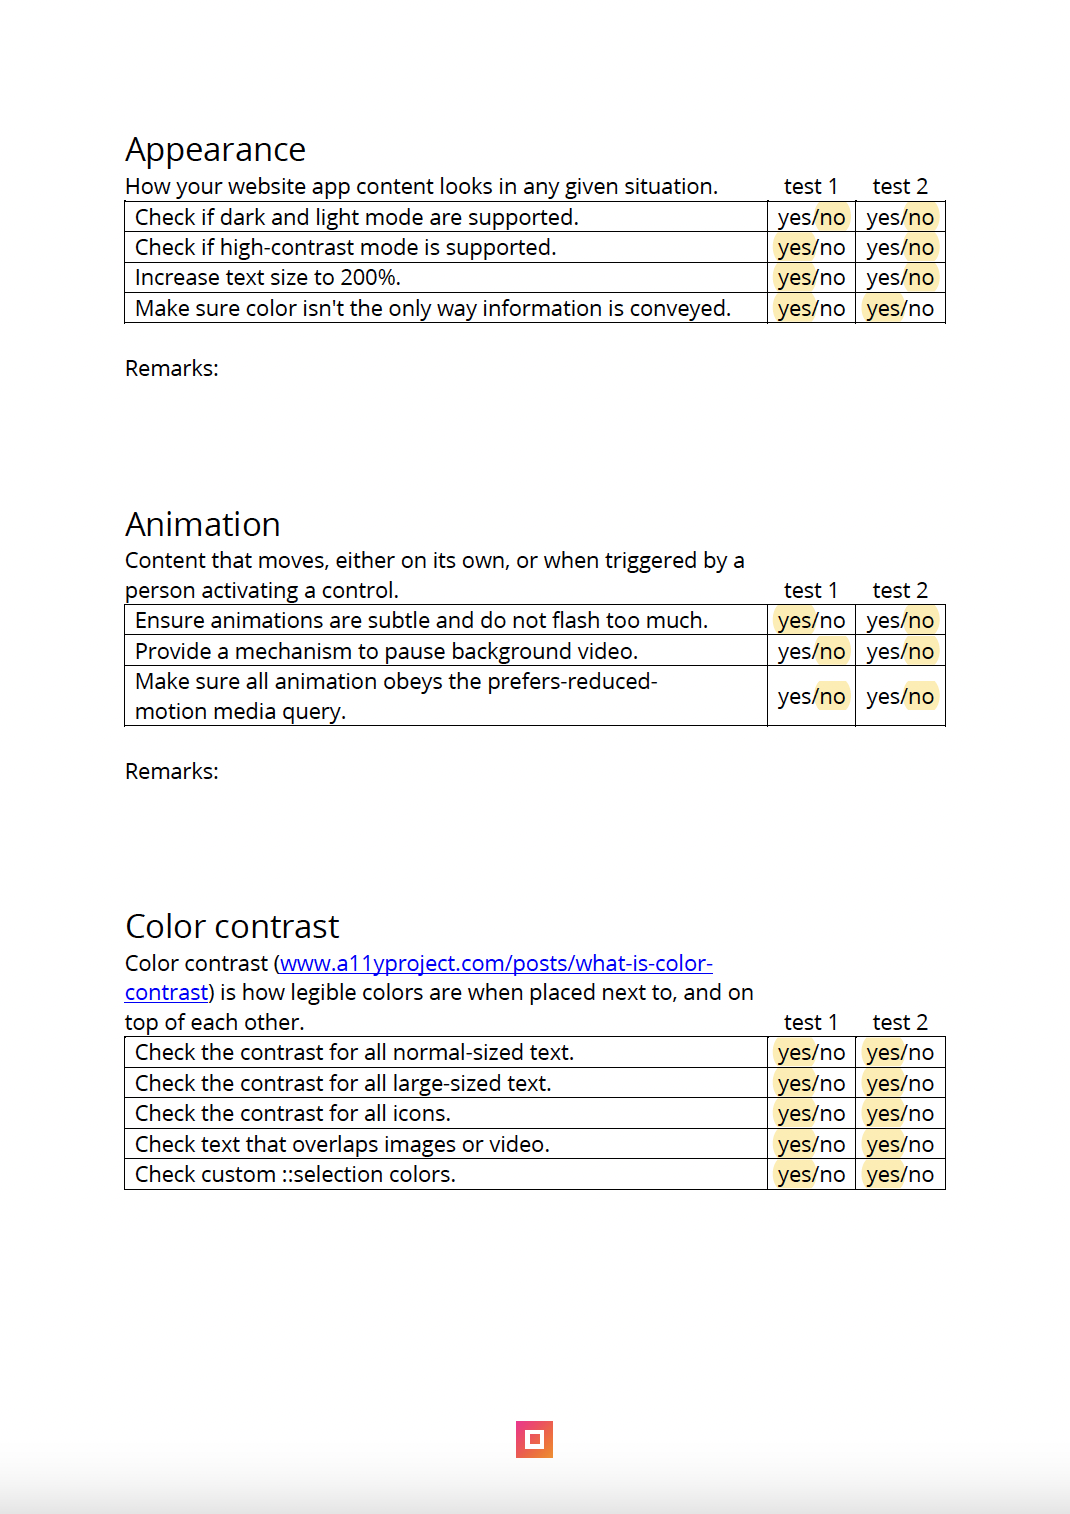 Appearance
How your website app content looks in any given situation. test 1 test 2
Check if dark and light mode are supported. yes/no yes/no
Check if high-contrast mode is supported. yes/no yes/no
Increase text size to 200%. yes/no yes/no
Make sure color isn't the only way information is conveyed. yes/no yes/no
Remarks:
Animation
Content that moves, either on its own, or when triggered by a
person activating a control. test 1 test 2
Ensure animations are subtle and do not flash too much. yes/no yes/no
Provide a mechanism to pause background video. yes/no yes/no
Make sure all animation obeys the prefers-reduced-
motion media query. yes/no yes/no
Remarks:
Color contrast
Color contrast (www.a11yproject.com/posts/what-is-color-
contrast) is how legible colors are when placed next to, and on
top of each other. test 1 test 2
Check the contrast for all normal-sized text. yes/no yes/no
Check the contrast for all large-sized text. yes/no yes/no
Check the contrast for all icons. yes/no yes/no
Check text that overlaps images or video. yes/no yes/no
Check custom ::selection colors. yes/no yes/no